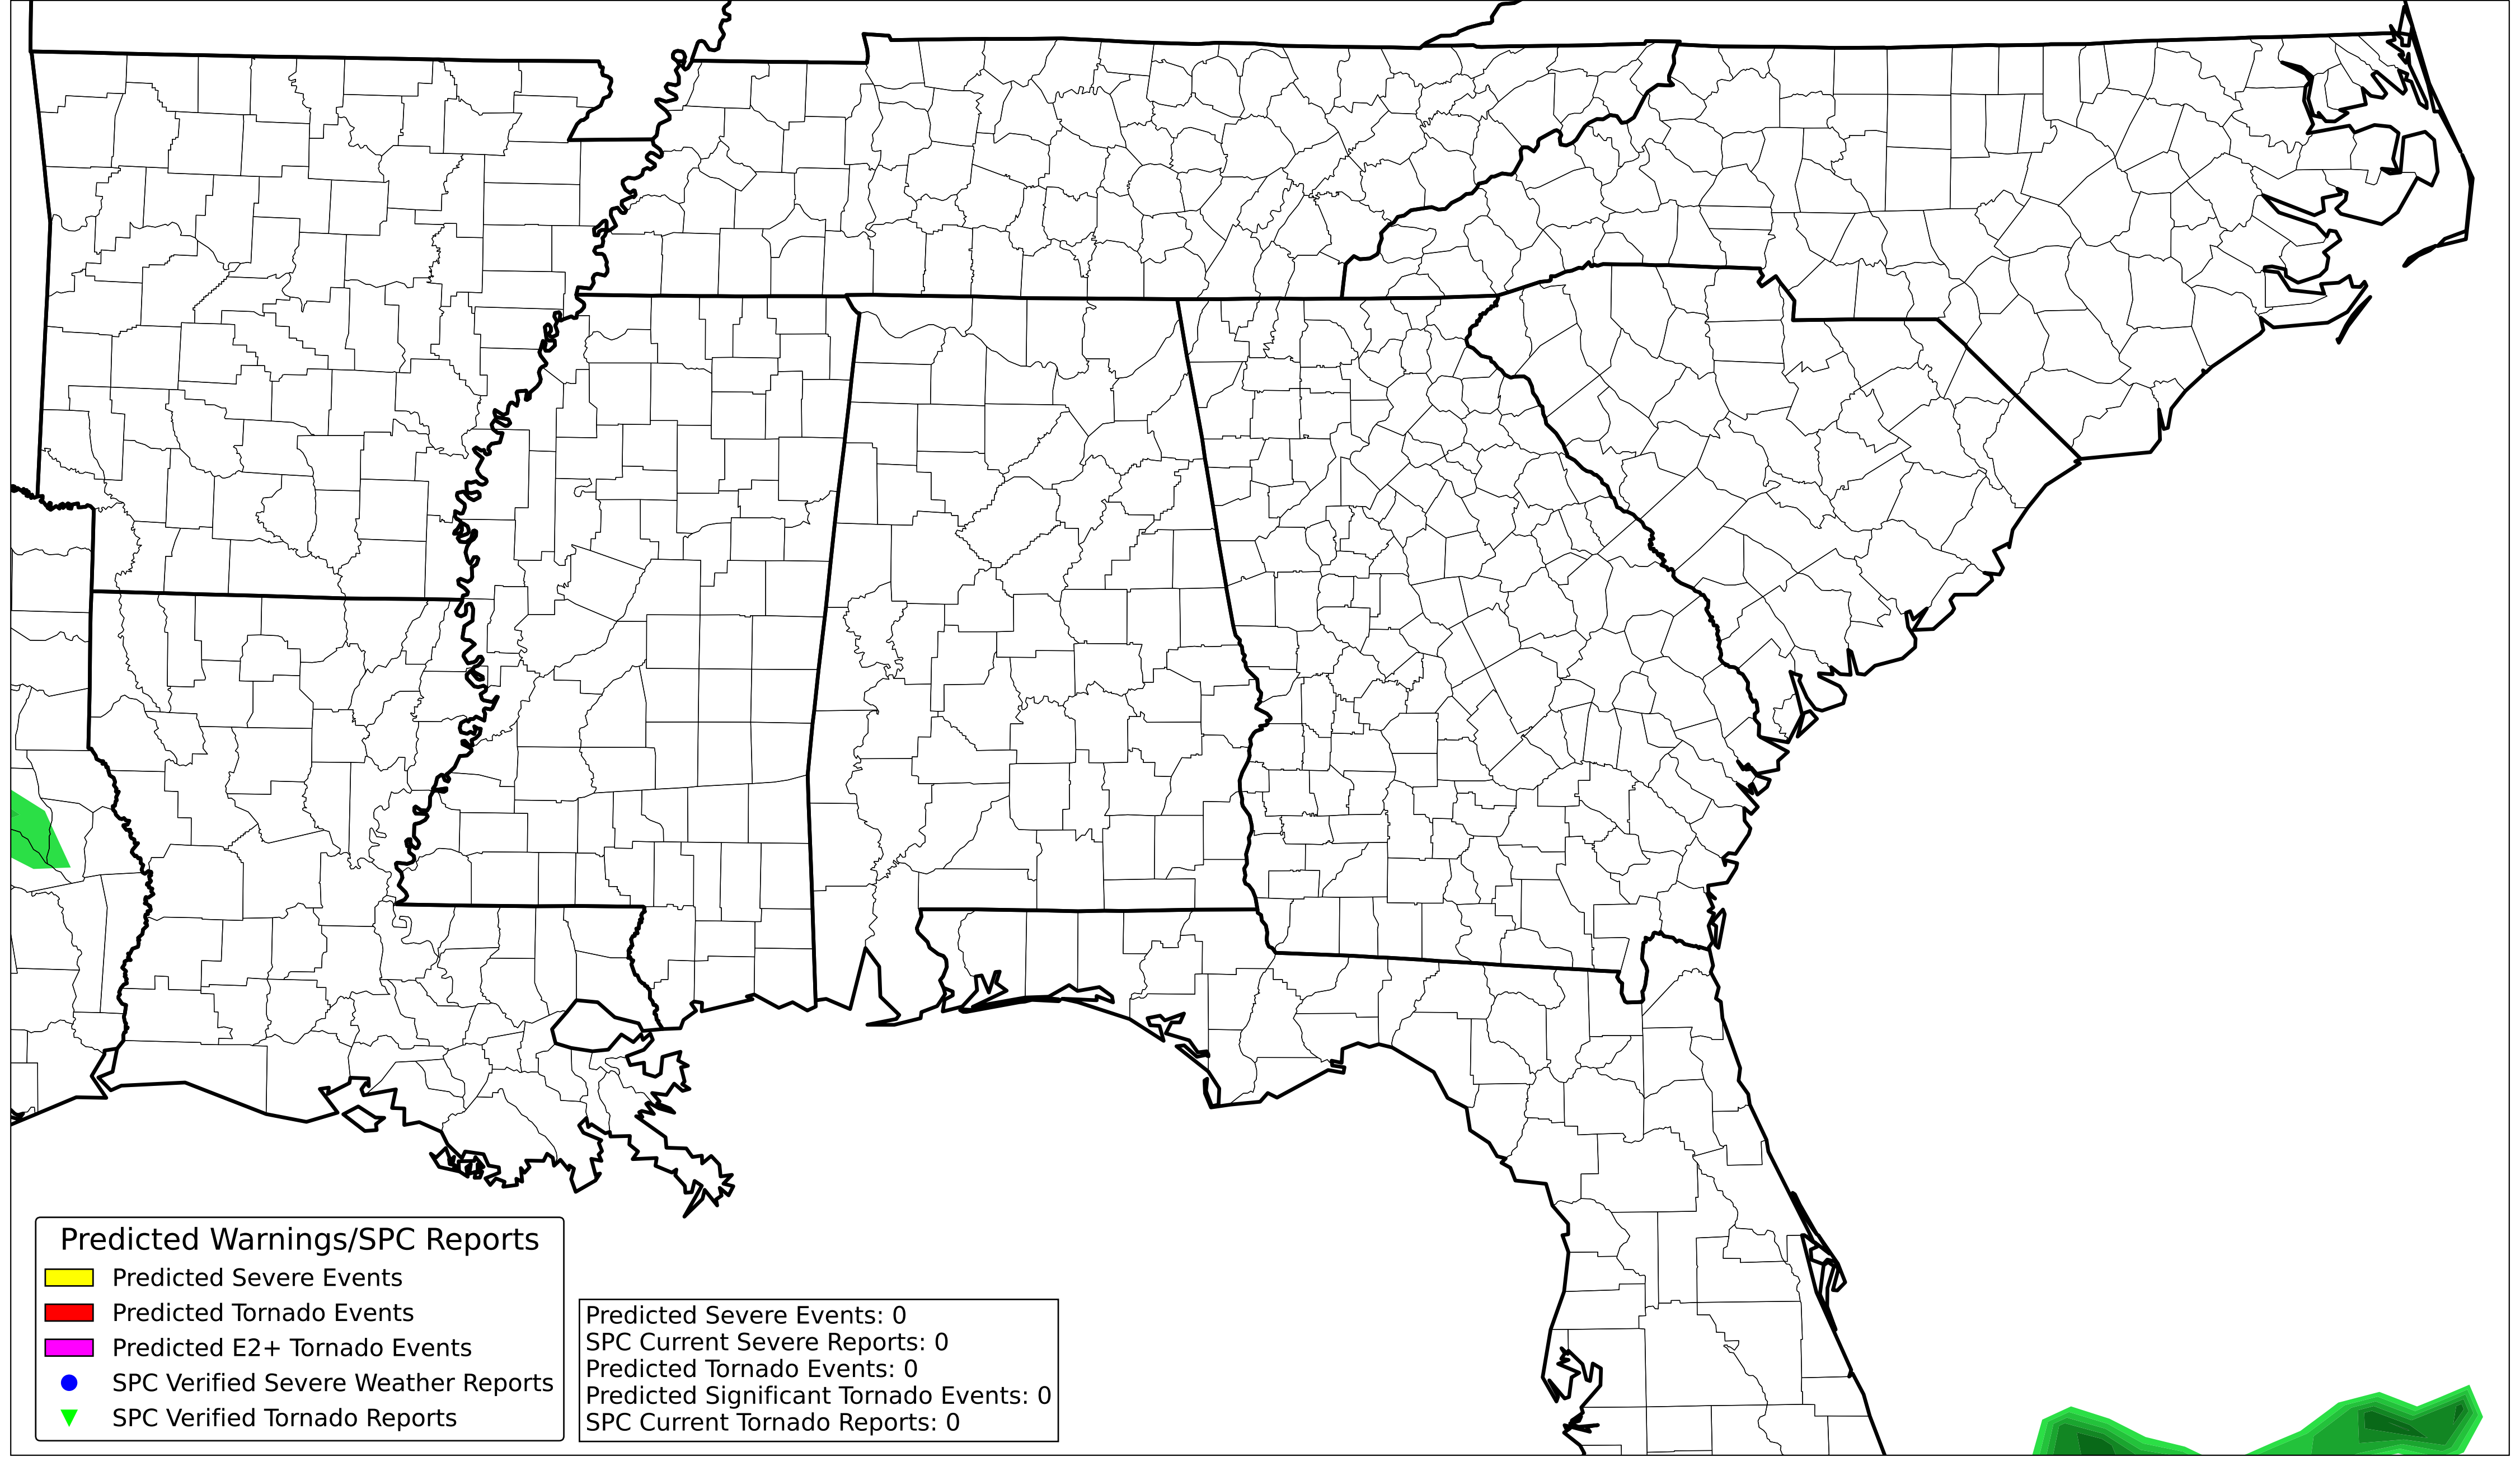 Predicted Warnings/SPC Reports
Predicted Severe Events
Predicted Tornado Events
Predicted E2+ Tornado Events
SPC Verified Severe Weather Reports
SPC Verified Tornado Reports
Predicted Severe Events: 0
SPC Current Severe Reports: 0
Predicted Tornado Events: 0
Predicted Significant Tornado Events: 0
SPC Current Tornado Reports: 0